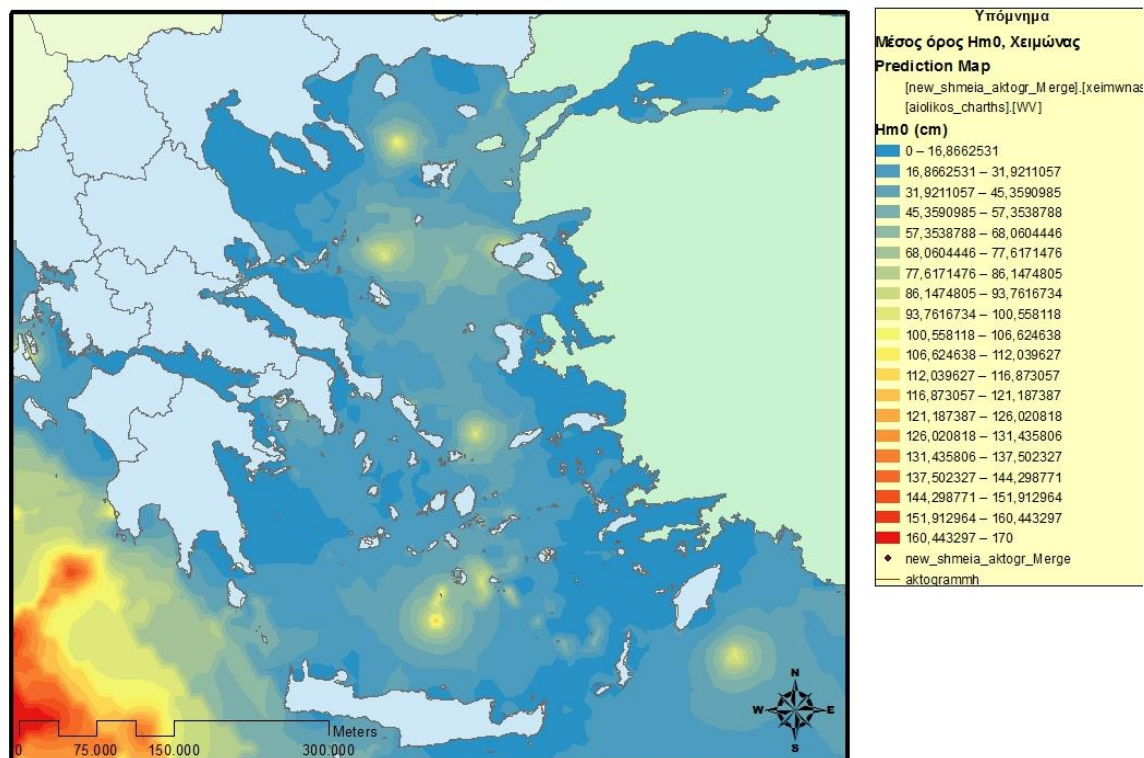 Υπόμνημα
Μέσος όρος Hm0, Χειμώνας
Prediction Map
[new_shmeia_aktogr_Merge].[xeimwnas
[aiolikos_charths].[WV]
Hm0 (cm)
0 – 16,8662531
16,8662531 – 31,9211057
31,9211057 – 45,3590985
45,3590985 – 57,3538788
57,3538788 – 68,0604446
68,0604446 – 77,6171476
77,6171476 – 86,1474805
86,1474805 – 93,7616734
93,7616734 – 100,558118
100,558118 – 106,624638
106,624638 – 112,039627
112,039627 – 116,873057
116,873057 – 121,187387
121,187387 – 126,020818
126,020818 – 131,435806
131,435806 – 137,502327
137,502327 – 144,298771
144,298771 – 151,912964
151,912964 – 160,443297
160,443297 – 170
new_shmeia_aktogr_Merge
aktogrammh
N
W E
S
Meters
0 75.000 150.000 300.000